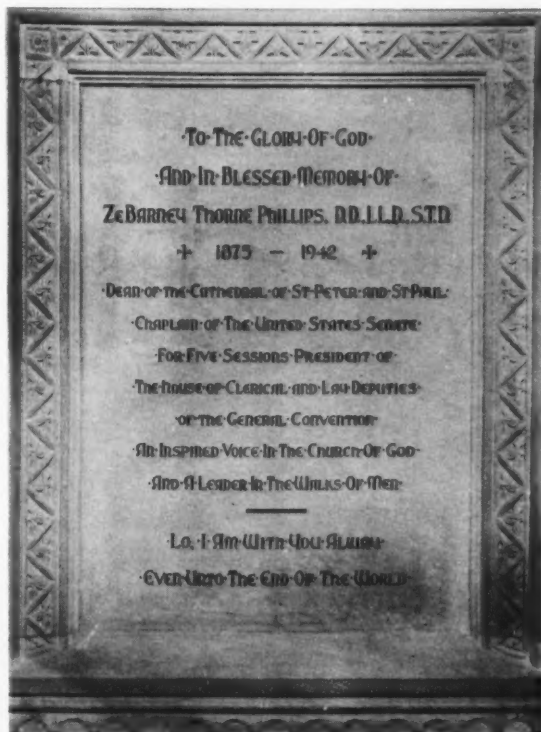 ·To·The·Glory·Of·God·
·And·In·Blessed·Memory·Of·
ZeBarney Thorne Phillips, D.D., LL.D., S.T.D.
✢ 1875 — 1942 ✢
·Dean·of·the·Cathedral·of·St·Peter·and·St·Paul·
·Chaplain·of·The·United·States·Senate·
·For·Five·Sessions·President·of·
·The·House·of·Clerical·and·Lay·Deputies·
·of·the·General·Convention·
·An·Inspired·Voice·In·The·Church·Of·God·
·And·A·Leader·In·The·Walks·Of·Men·
·Lo,·I·Am·With·You·Alway·
·Even·Unto·The·End·Of·The·World·